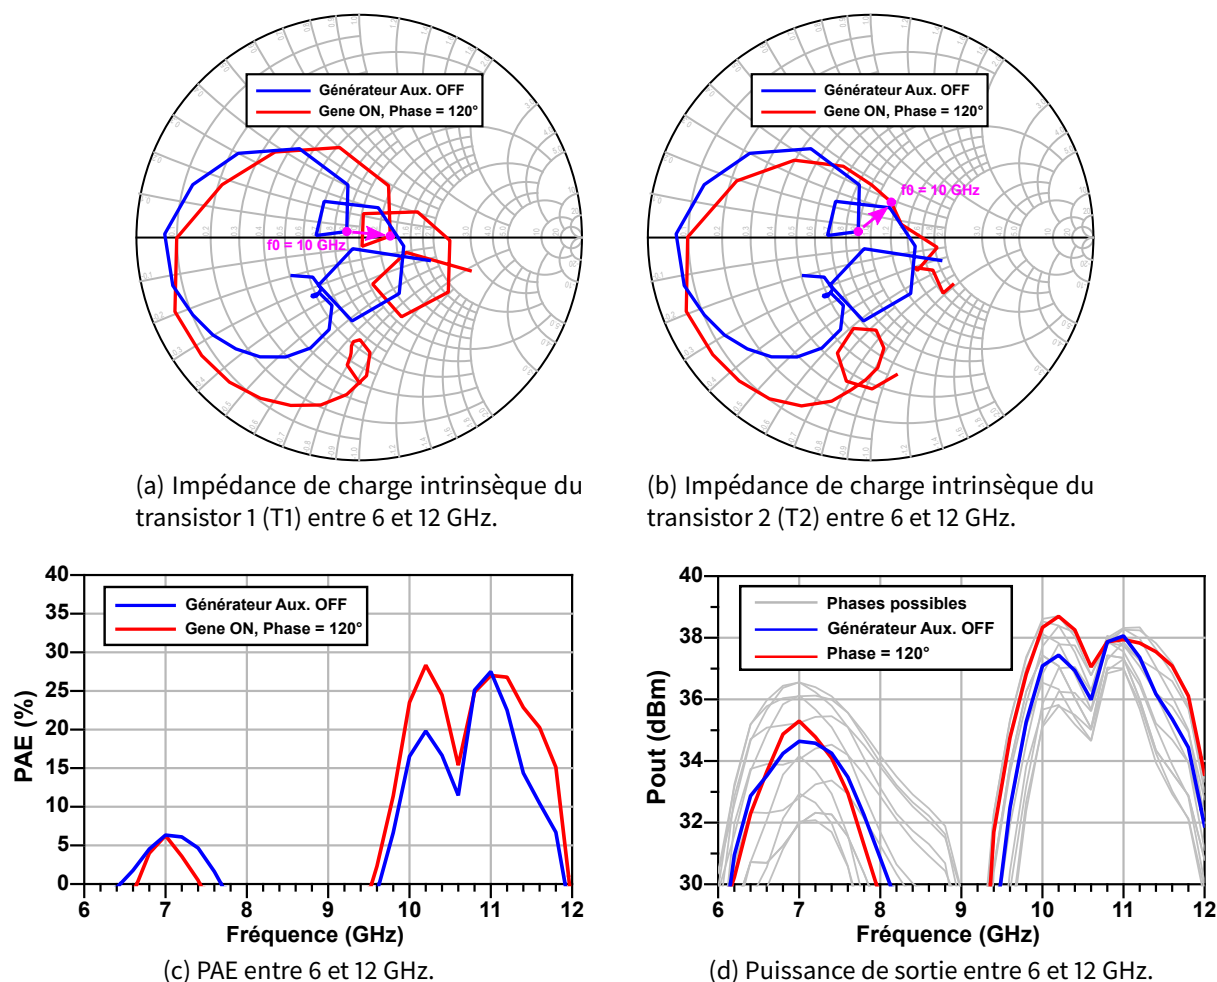 Générateur Aux. OFF
Gene ON, Phase = 120°
f0 = 10 GHz
Générateur Aux. OFF
Gene ON, Phase = 120°
f0 = 10 GHz
(a) Impédance de charge intrinsèque du
transistor 1 (T1) entre 6 et 12 GHz.
(b) Impédance de charge intrinsèque du
transistor 2 (T2) entre 6 et 12 GHz.
PAE (%)
40
35
30
25
20
15
10
5
0
Générateur Aux. OFF
Gene ON, Phase = 120°
6 7 8 9 10 11 12
Fréquence (GHz)
(c) PAE entre 6 et 12 GHz.
Pout (dBm)
40
38
36
34
32
30
Phases possibles
Générateur Aux. OFF
Phase = 120°
6 7 8 9 10 11 12
Fréquence (GHz)
(d) Puissance de sortie entre 6 et 12 GHz.